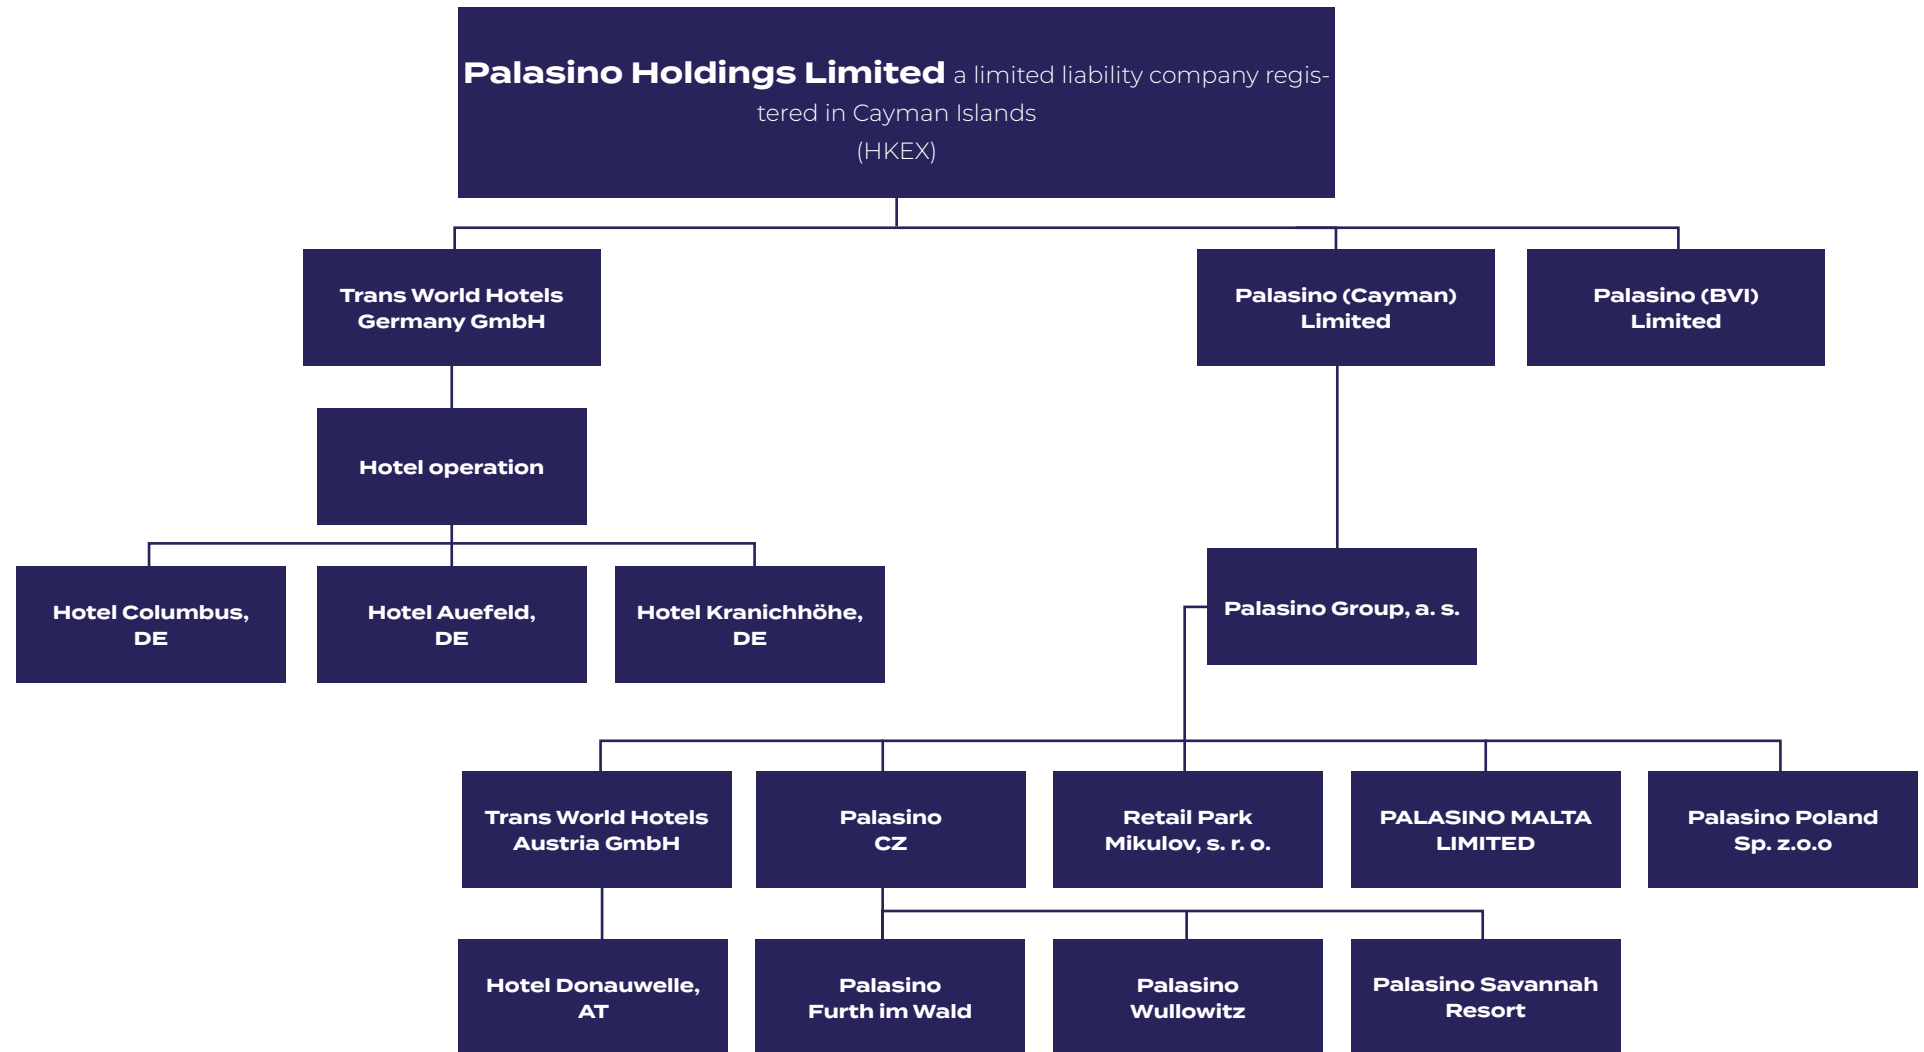 Palasino Holdings Limited a limited liability company regis-
tered in Cayman Islands
(HKEX)
Trans World Hotels
Germany GmbH
Palasino (Cayman)
Limited
Palasino (BVI)
Limited
Hotel operation
Hotel Columbus,
DE
Hotel Auefeld,
DE
Hotel Kranichhöhe,
DE
Palasino Group, a. s.
Trans World Hotels
Austria GmbH
Palasino
CZ
Retail Park
Mikulov, s. r. o.
PALASINO MALTA
LIMITED
Palasino Poland
Sp. z.o.o
Hotel Donauwelle,
AT
Palasino
Furth im Wald
Palasino
Wullowitz
Palasino Savannah
Resort